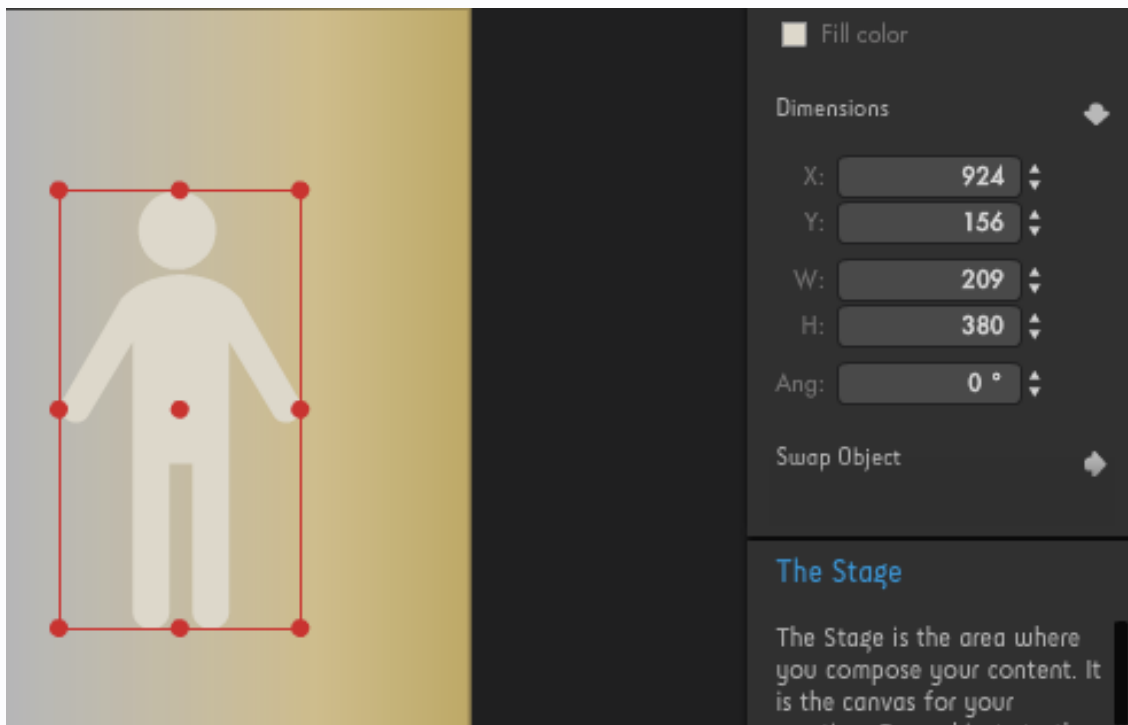 Fill color
Dimensions
X: 924
Y: 156
W: 209
H: 380
Ang: 0 °
Swap Object
The Stage
The Stage is the area where
you compose your content. It
is the canvas for your